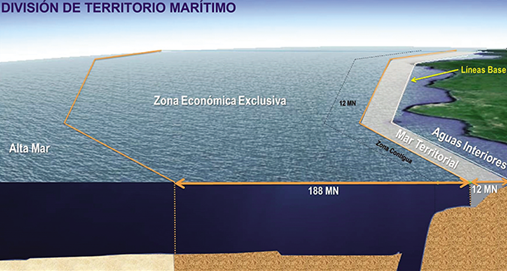 DIVISIÓN DE TERRITORIO MARÍTIMO
Líneas Base
Zona Económica Exclusiva
12 MN
Aguas Interiores
Mar Territorial
Zona Contigua
Alta Mar
188 MN
12 MN